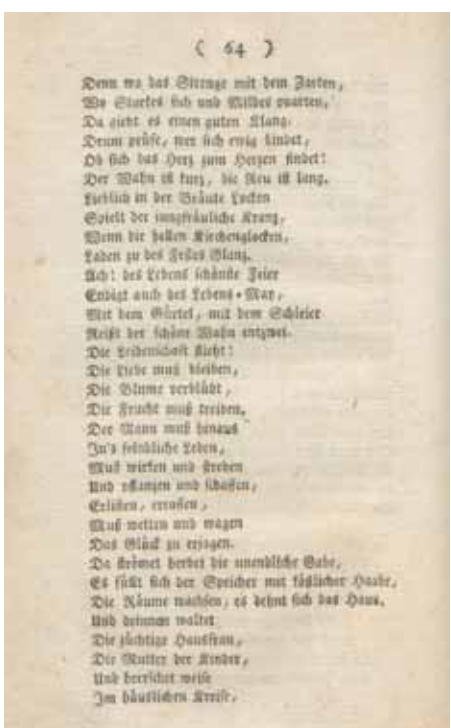 ( 64 )
Denn wo das Strenge mit dem Zarten,
Wo Starkes sich und Mildes paarten,
Da giebt es einen guten Klang.
Drum prüfe, wer sich ewig bindet,
Ob sich das Herz zum Herzen findet!
Der Wahn ist kurz, die Reu ist lang.
Lieblich in der Bräute Locken
Spielt der jungfräuliche Kranz,
Wenn die hellen Kirchenglocken,
Laden zu des Festes Glanz.
Ach! des Lebens schönste Feier
Endigt auch des Lebens-May,
Mit dem Gürtel, mit dem Schleier
Reißt der schöne Wahn entzwei.
Die Leidenschaft flieht!
Die Liebe muß bleiben,
Die Blume verblüht,
Die Frucht muß treiben.
Der Mann muß hinaus
In's feindliche Leben,
Muß wirken und streben
Und pflanzen und schaffen,
Erlisten, erraffen,
Muß wetten und wagen
Das Glück zu erjagen.
Da strömet herbei die unendliche Gabe,
Es füllt sich der Speicher mit köstlicher Haabe,
Die Räume wachsen, es dehnt sich das Haus.
Und drinnen waltet
Die züchtige Hausfrau,
Die Mutter der Kinder,
Und herrschet weise
Im häuslichen Kreise,